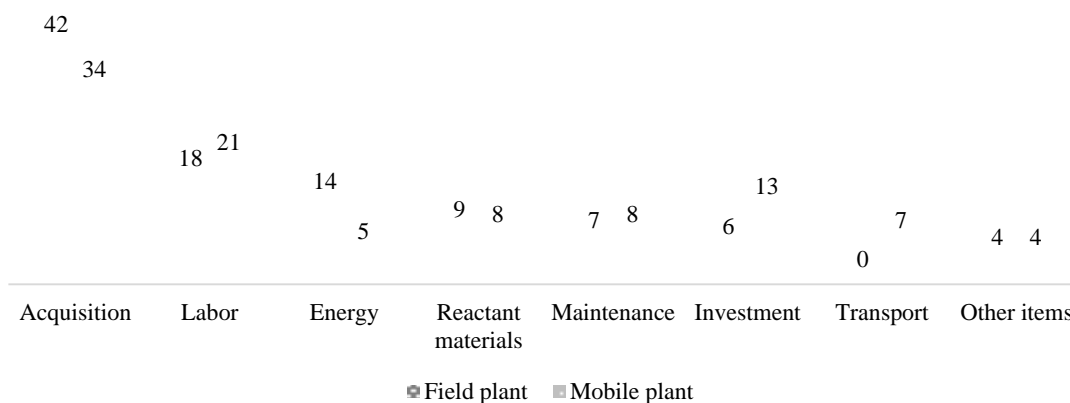 42
34
18
21
14
5
9
8
7
8
6
13
0
7
4
4
Acquisition
Labor
Energy
Reactant
materials
Maintenance
Investment
Transport
Other items
Field plant
Mobile plant